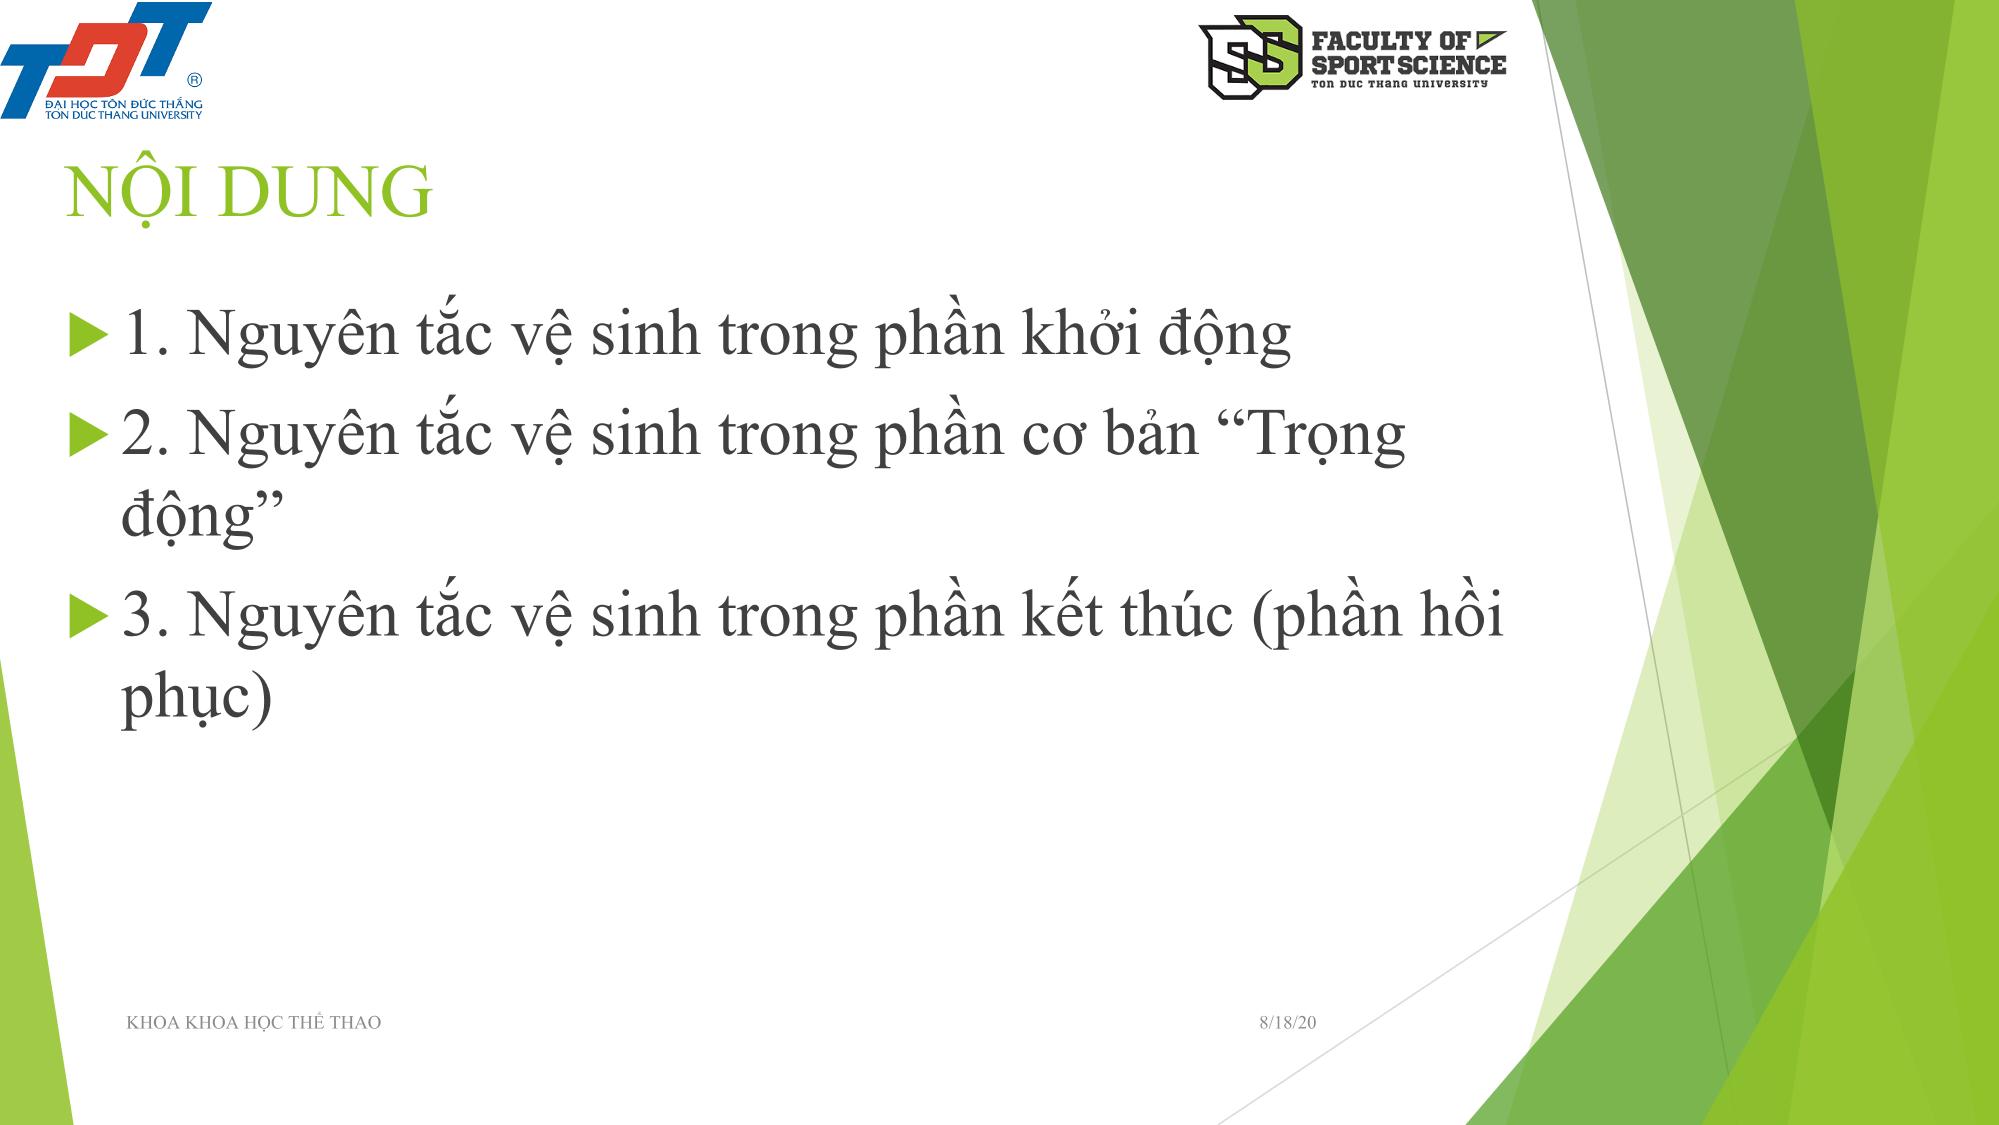 TDT
®
ĐẠI HỌC TÔN ĐỨC THẮNG
TON DUC THANG UNIVERSITY
SS
FACULTY OF
SPORT SCIENCE
TON DUC THANG UNIVERSITY
NỘI DUNG
1. Nguyên tắc vệ sinh trong phần khởi động
2. Nguyên tắc vệ sinh trong phần cơ bản “Trọng
động”
3. Nguyên tắc vệ sinh trong phần kết thúc (phần hồi
phục)
KHOA KHOA HỌC THỂ THAO
8/18/20